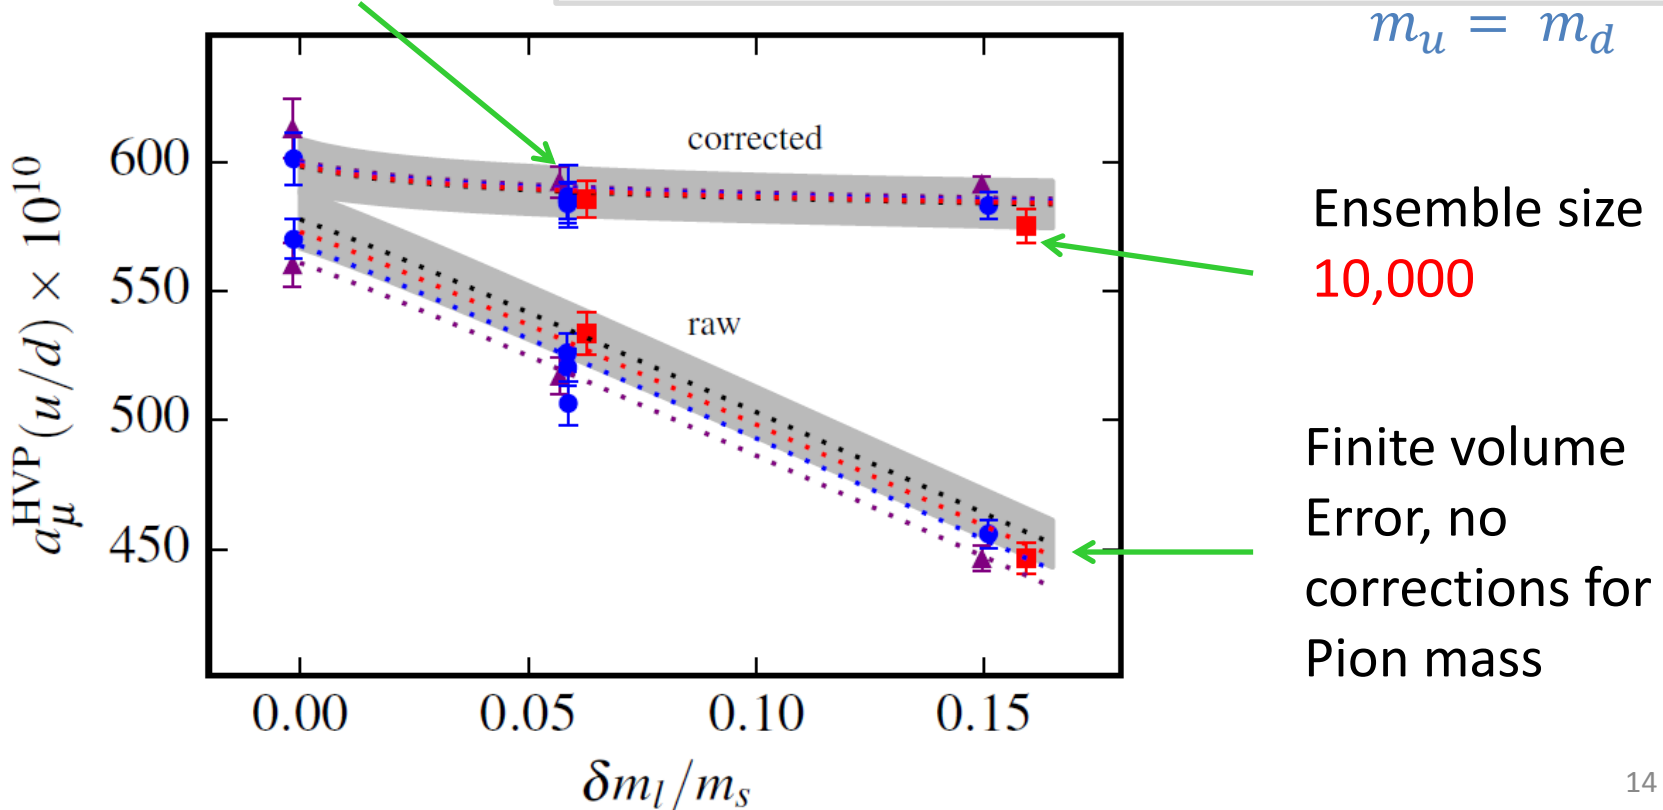 m_u = m_d
corrected
raw
600
550
500
450
a_μ^HVP (u/d) × 10^10
0.00 0.05 0.10 0.15
δm_l/m_s
Ensemble size
10,000
Finite volume
Error, no
corrections for
Pion mass
14